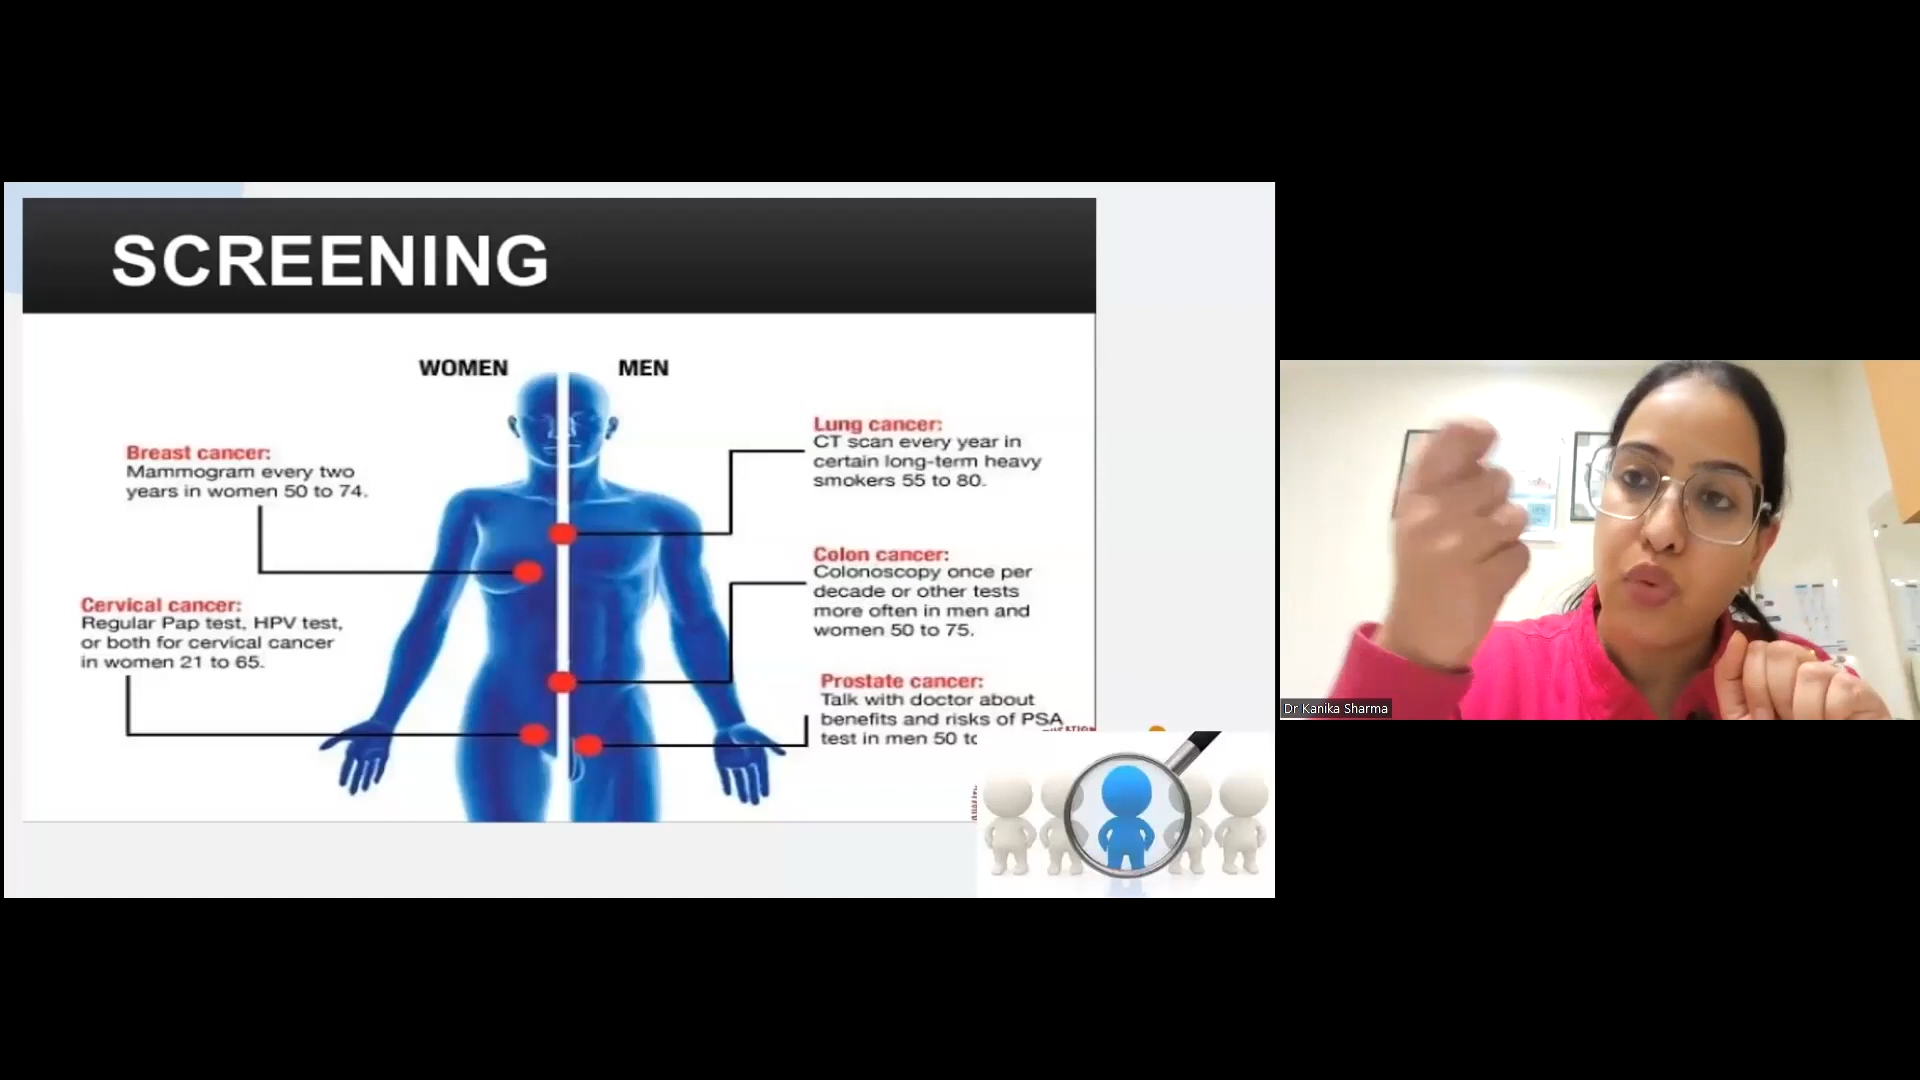 SCREENING
WOMEN
MEN
Breast cancer:
Mammogram every two
years in women 50 to 74.
Cervical cancer:
Regular Pap test, HPV test,
or both for cervical cancer
in women 21 to 65.
Lung cancer:
CT scan every year in
certain long-term heavy
smokers 55 to 80.
Colon cancer:
Colonoscopy once per
decade or other tests
more often in men and
women 50 to 75.
Prostate cancer:
Talk with doctor about
benefits and risks of PSA
test in men 50
Dr Kanika Sharma